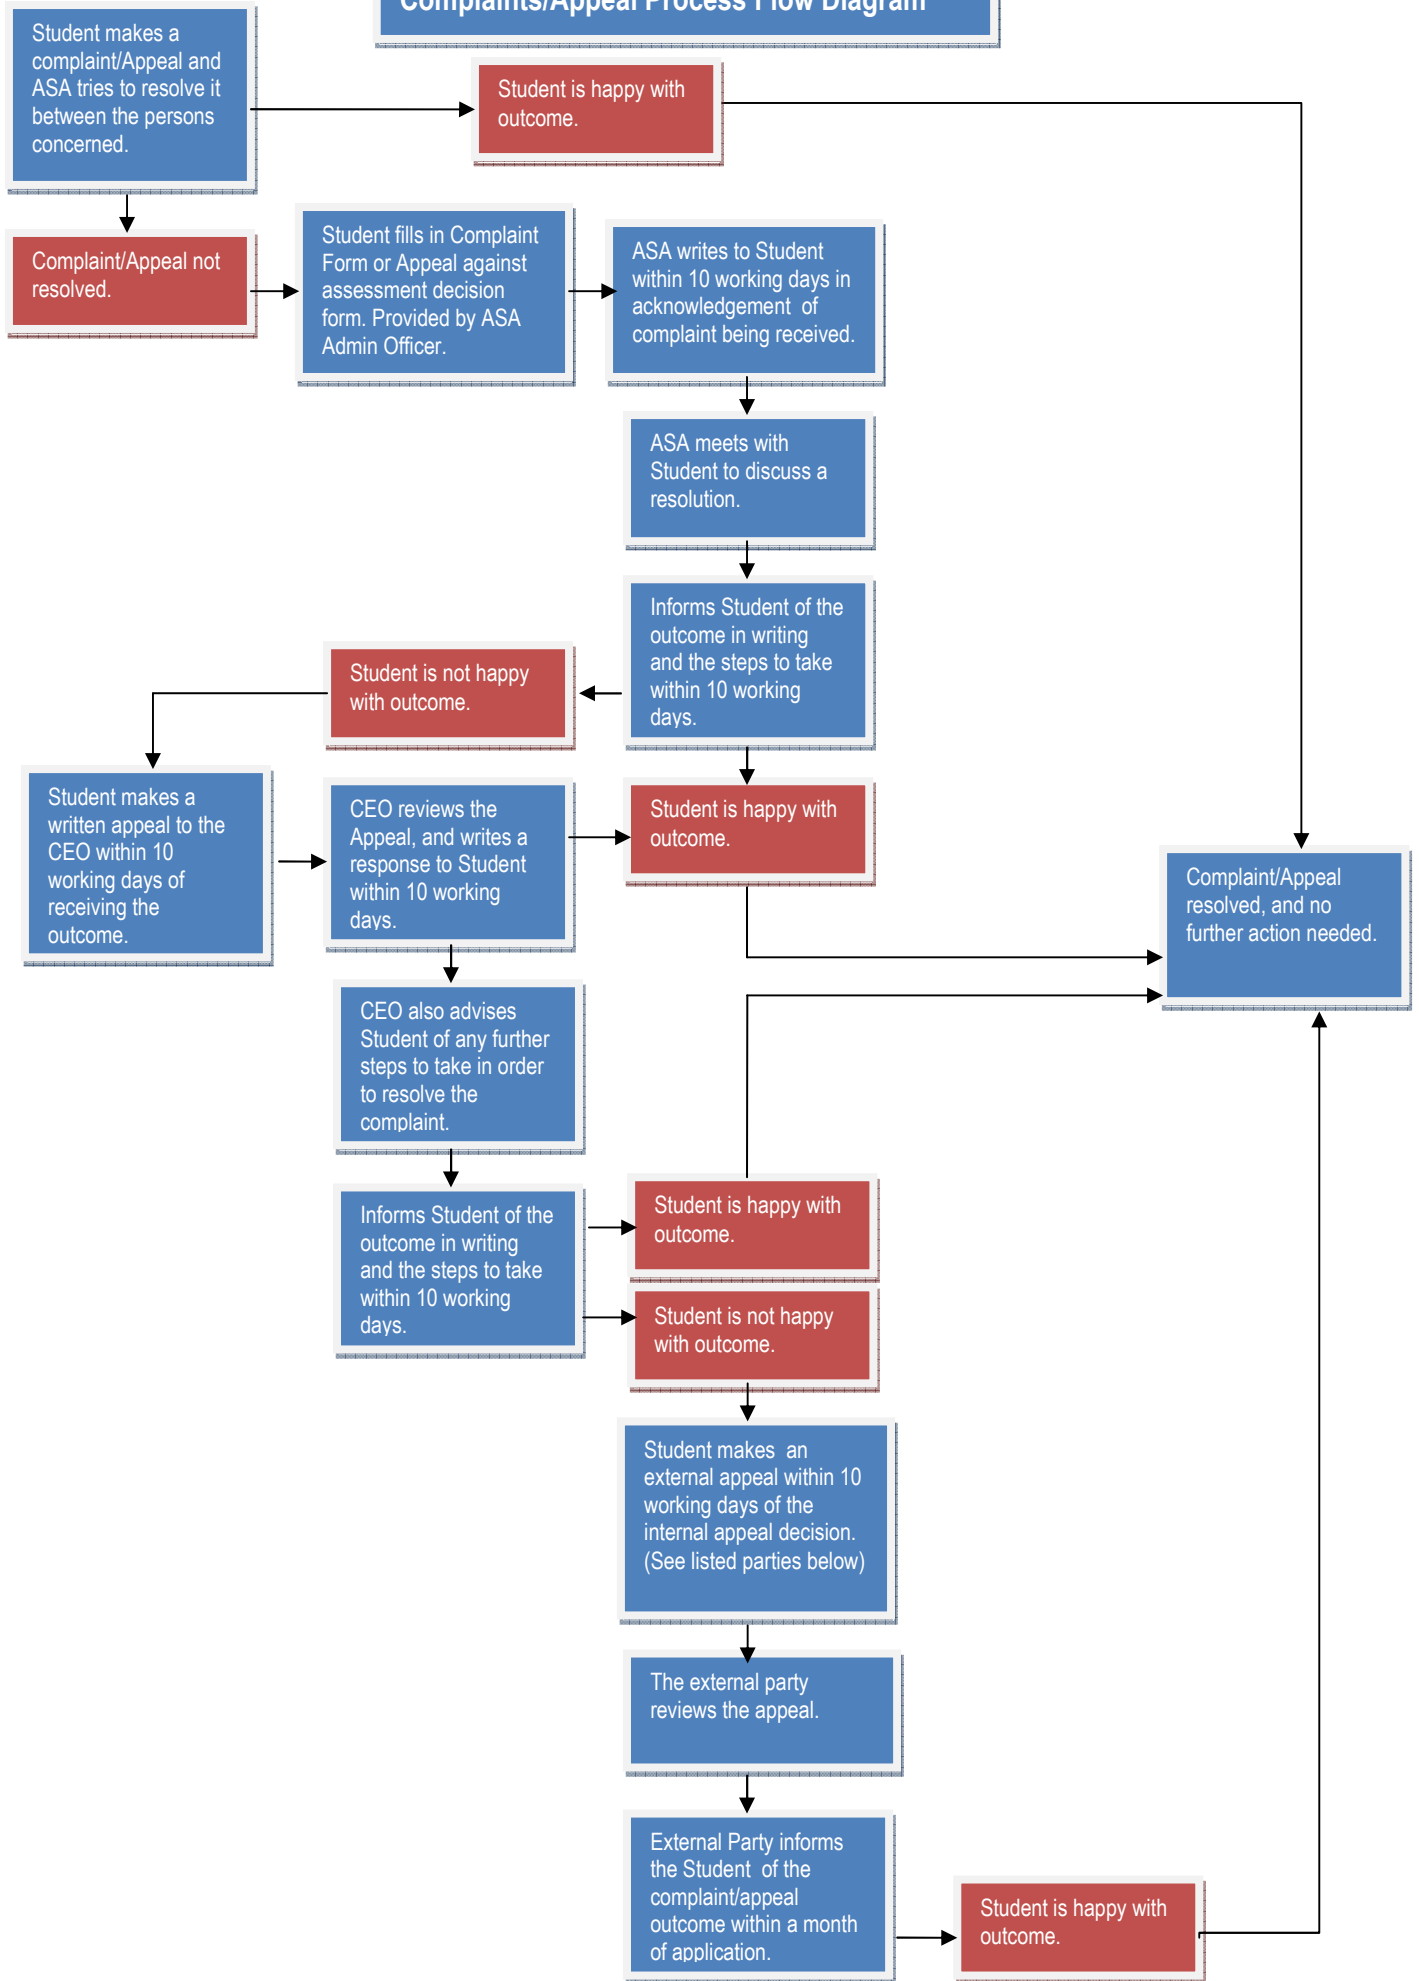 Complaints/Appeal Process Flow Diagram
Student makes a
complaint/Appeal and
ASA tries to resolve it
between the persons
concerned.
Student is happy with
outcome.
Complaint/Appeal not
resolved.
Student fills in Complaint
Form or Appeal against
assessment decision
form. Provided by ASA
Admin Officer.
ASA writes to Student
within 10 working days in
acknowledgement of
complaint being received.
ASA meets with
Student to discuss a
resolution.
Informs Student of the
outcome in writing
and the steps to take
within 10 working
days.
Student is not happy
with outcome.
Student makes a
written appeal to the
CEO within 10
working days of
receiving the
outcome.
CEO reviews the
Appeal, and writes a
response to Student
within 10 working
days.
Student is happy with
outcome.
Complaint/Appeal
resolved, and no
further action needed.
CEO also advises
Student of any further
steps to take in order
to resolve the
complaint.
Informs Student of the
outcome in writing
and the steps to take
within 10 working
days.
Student is happy with
outcome.
Student is not happy
with outcome.
Student makes an
external appeal within 10
working days of the
internal appeal decision.
(See listed parties below)
The external party
reviews the appeal.
External Party informs
the Student of the
complaint/appeal
outcome within a month
of application.
Student is happy with
outcome.